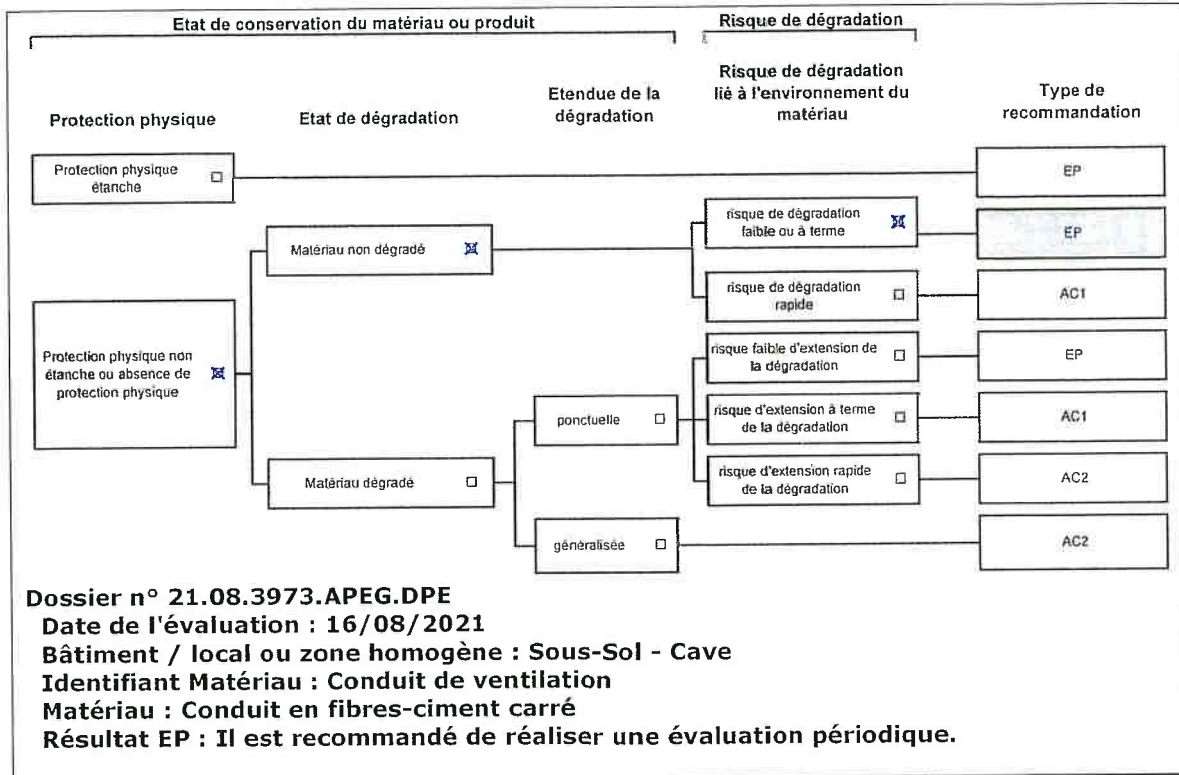 Etat de conservation du matériau ou produit
Risque de dégradation
Protection physique
Etat de dégradation
Etendue de la
dégradation
Risque de dégradation
lié à l'environnement du
matériau
Type de
recommandation
Protection physique
étanche
EP
Matériau non dégradé
risque de dégradation
faible ou à terme
EP
risque de dégradation
rapide
AC1
Protection physique non
étanche ou absence de
protection physique
risque faible d'extension de
la dégradation
EP
ponctuelle
risque d'extension à terme
de la dégradation
AC1
Matériau dégradé
risque d'extension rapide
de la dégradation
AC2
généralisée
AC2
Dossier n° 21.08.3973.APEG.DPE
Date de l'évaluation : 16/08/2021
Bâtiment / local ou zone homogène : Sous-Sol - Cave
Identifiant Matériau : Conduit de ventilation
Matériau : Conduit en fibres-ciment carré
Résultat EP : Il est recommandé de réaliser une évaluation périodique.